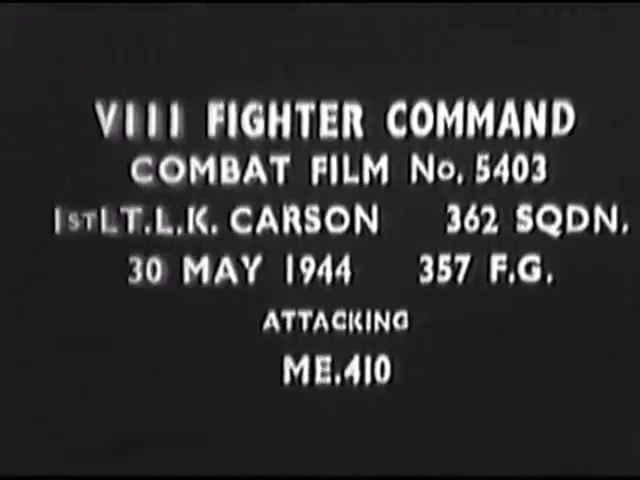 VIII FIGHTER COMMAND
COMBAT FILM No. 5403
1ST LT. L.K. CARSON 362 SQDN.
30 MAY 1944 357 F.G.
ATTACKING
ME.410